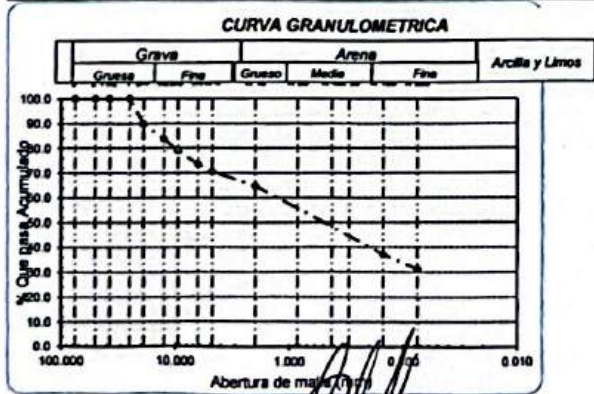 CURVA GRANULOMETRICA
Grava Arena Arcilla y Limos
Gruesa Fina Grueso Media Fina
% Que pasa Acumulado
100.0
90.0
80.0
70.0
60.0
50.0
40.0
30.0
20.0
10.0
0.0
100.000 10.000 1.000 0.100 0.010
Abertura de malla (mm)